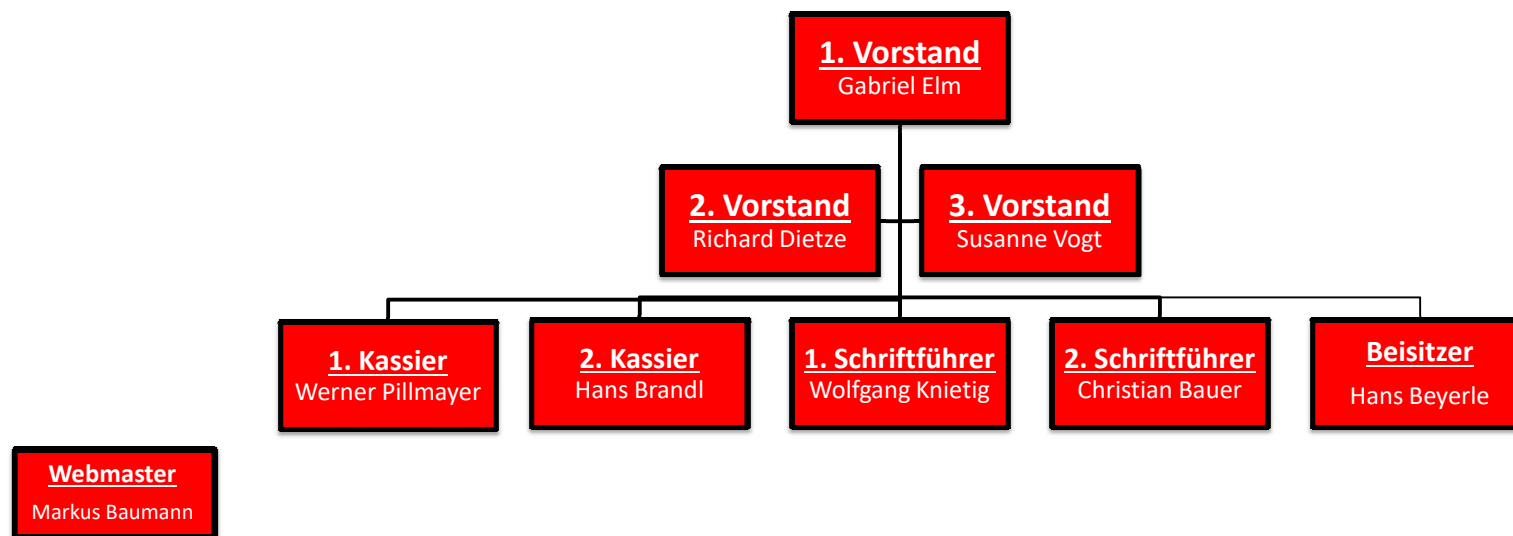 1. Vorstand
Gabriel Elm
2. Vorstand
Richard Dietze
3. Vorstand
Susanne Vogt
1. Kassier
Werner Pillmayer
2. Kassier
Hans Brandl
1. Schriftführer
Wolfgang Knietig
2. Schriftführer
Christian Bauer
Beisitzer
Hans Beyerle
Webmaster
Markus Baumann